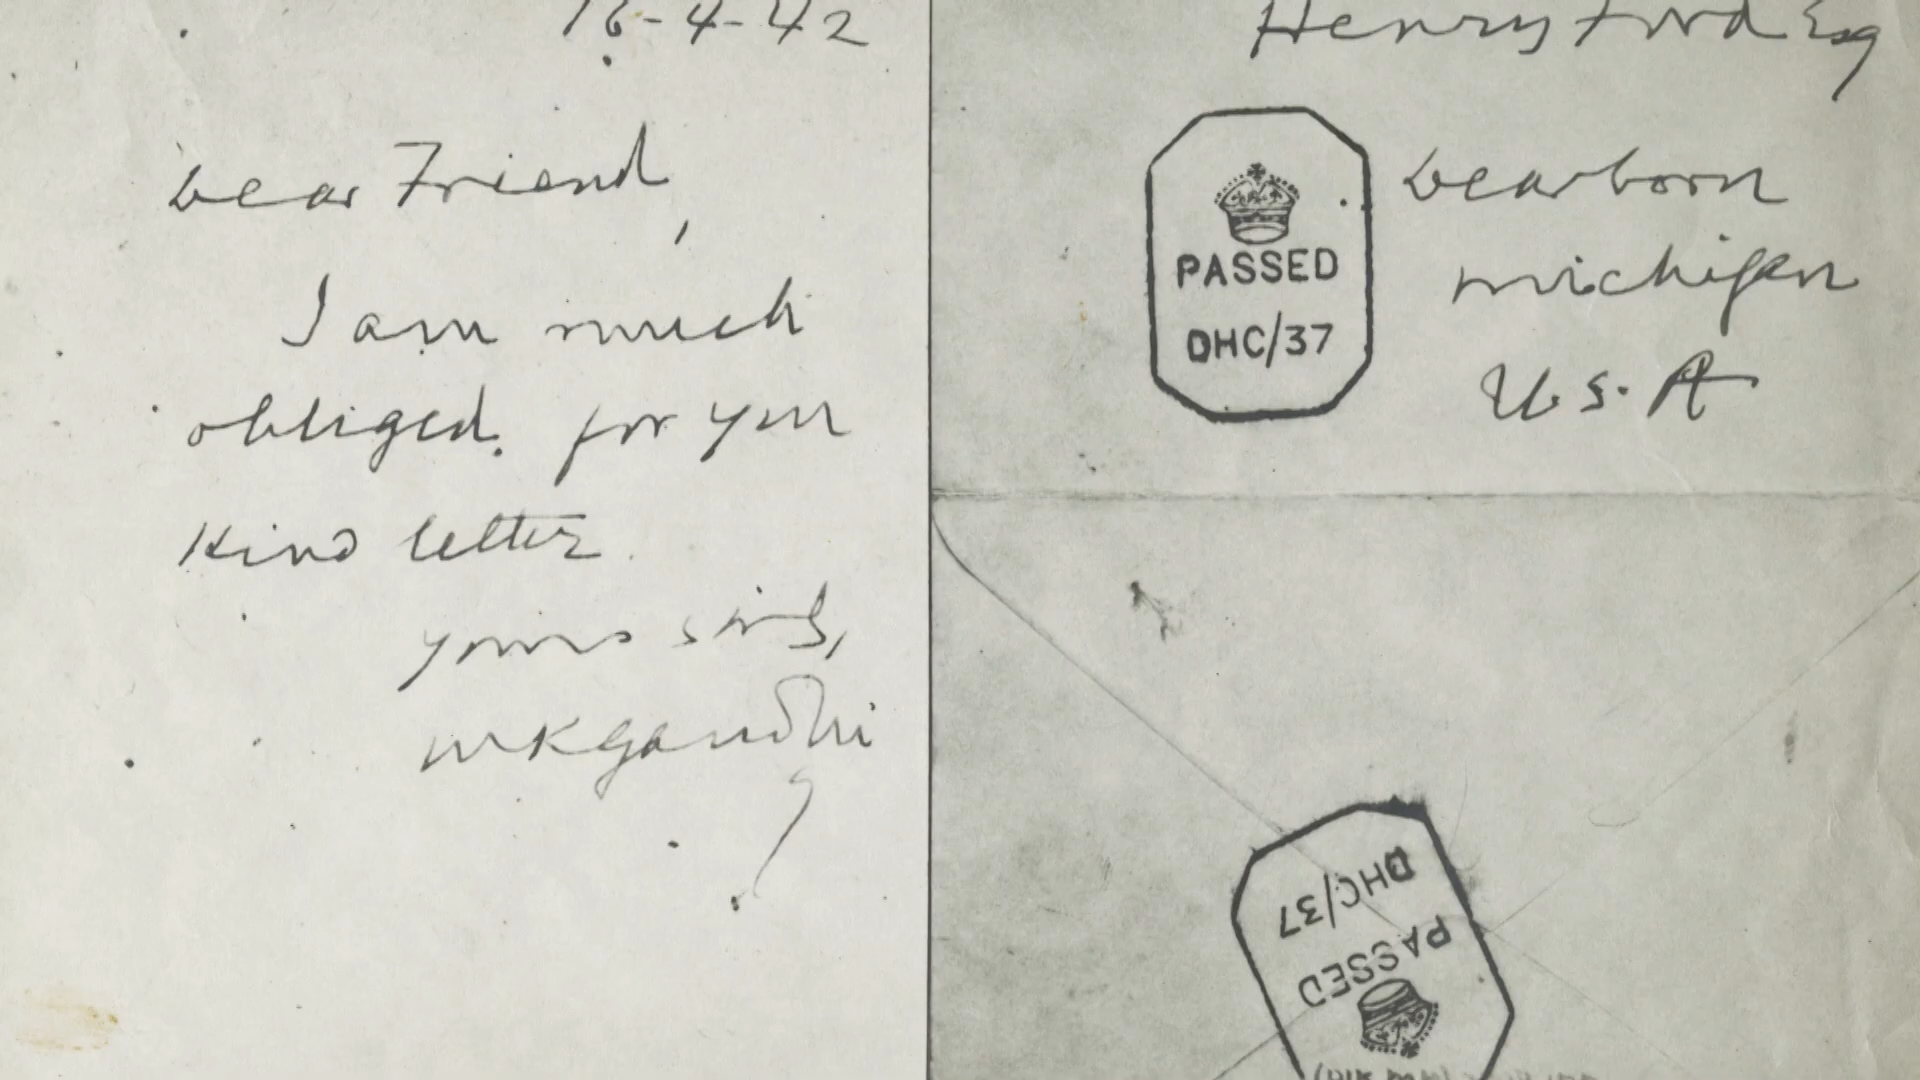 16-4-42
Dear Friend,
I am much
obliged for your
kind letter.
yours sinly,
MKGandhi
Henry Ford Esq
Dearborn
Michigan
U.S.A
PASSED
DHC/37
PASSED
DHC/37